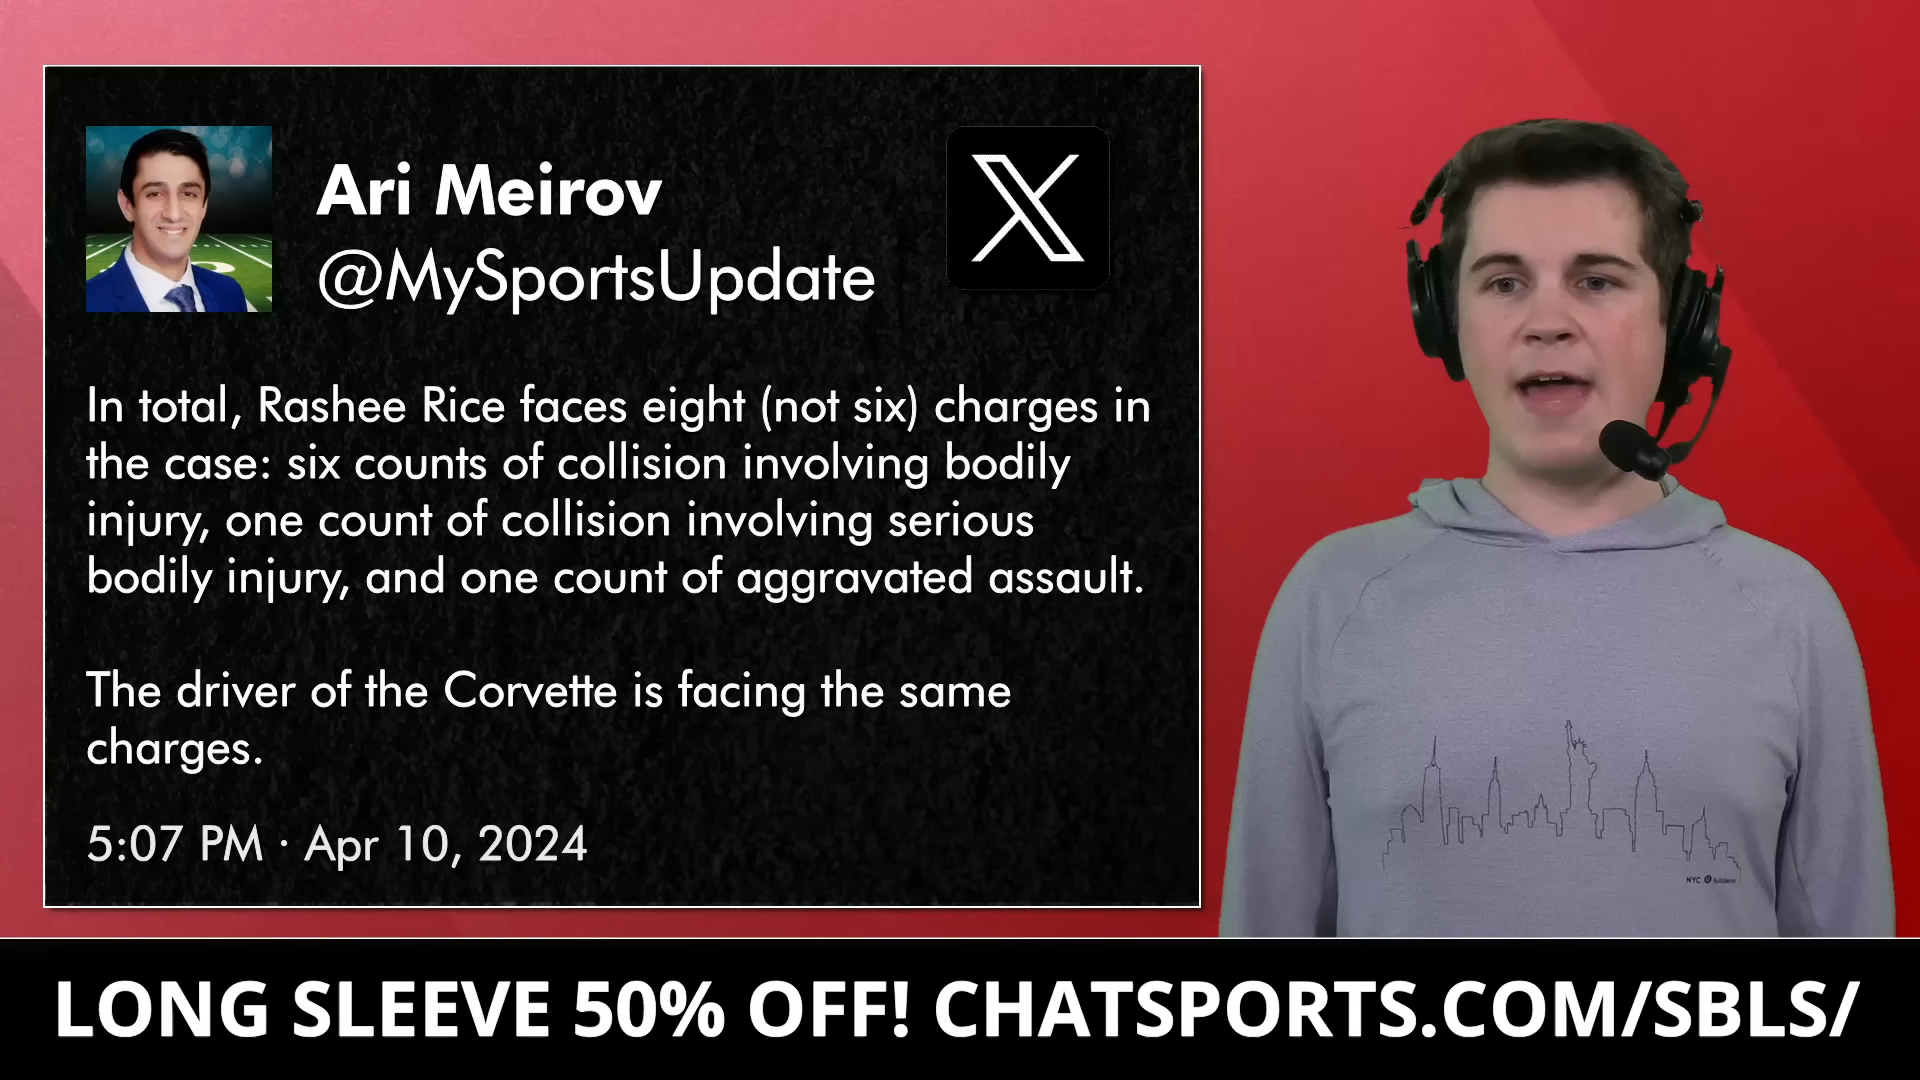 Ari Meirov
@MySportsUpdate
In total, Rashee Rice faces eight (not six) charges in
the case: six counts of collision involving bodily
injury, one count of collision involving serious
bodily injury, and one count of aggravated assault.
The driver of the Corvette is facing the same
charges.
5:07 PM · Apr 10, 2024
NYC
LONG SLEEVE 50% OFF! CHATSPORTS.COM/SBLS/